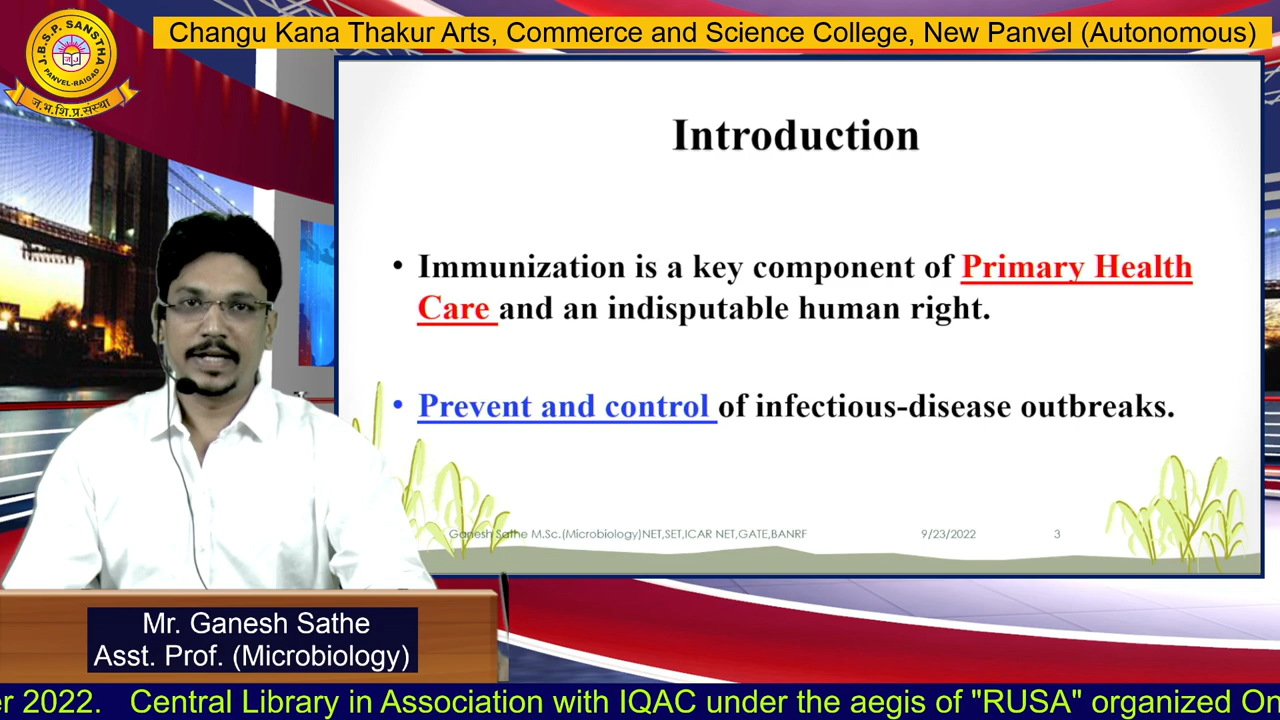 Changu Kana Thakur Arts, Commerce and Science College, New Panvel (Autonomous)
J.B.S.P. SANSTHA
PANVEL-RAIGAD
ज.भ.शि.प्र.संस्था
Introduction
• Immunization is a key component of Primary Health
Care and an indisputable human right.
• Prevent and control of infectious-disease outbreaks.
Ganesh Sathe M.Sc.(Microbiology)NET,SET,ICAR NET,GATE,BANRF 9/23/2022 3
Mr. Ganesh Sathe
Asst. Prof. (Microbiology)
er 2022. Central Library in Association with IQAC under the aegis of "RUSA" organized On